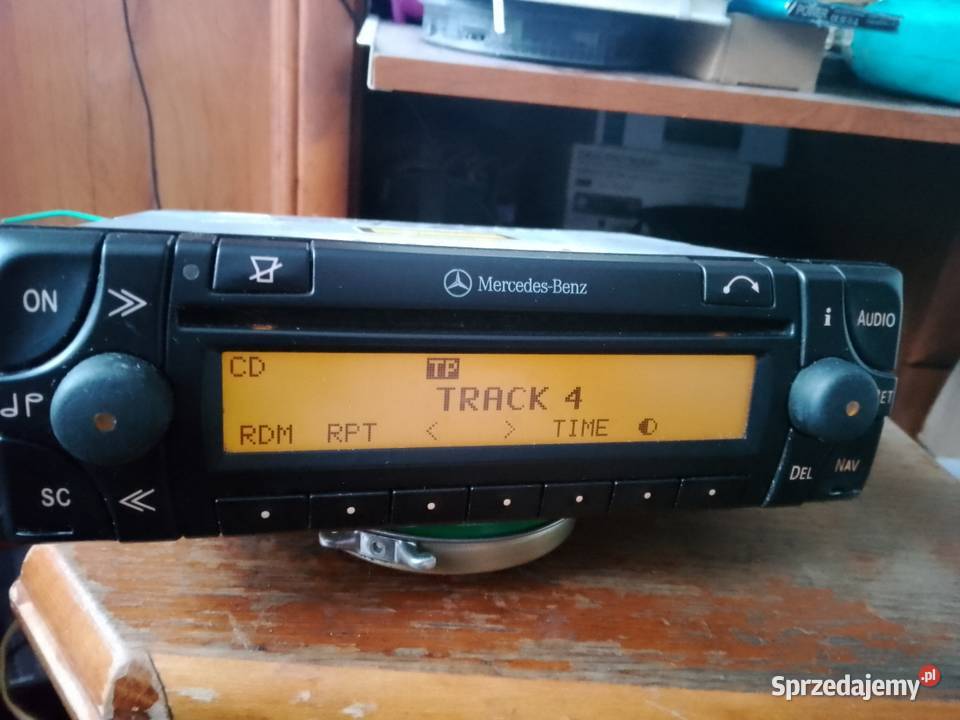 Mercedes-Benz
ON
i
AUDIO
CD TP
TRACK 4
RDM RPT < > TIME
SC
DEL
NAV
Sprzedajemy.pl